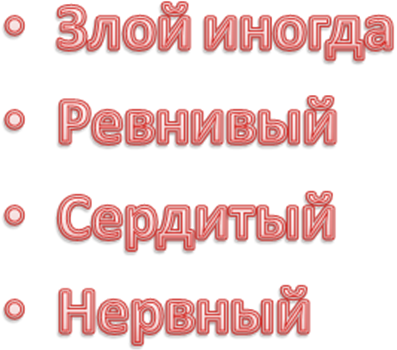 • Злой иногда
• Ревнивый
• Сердитый
• Нервный